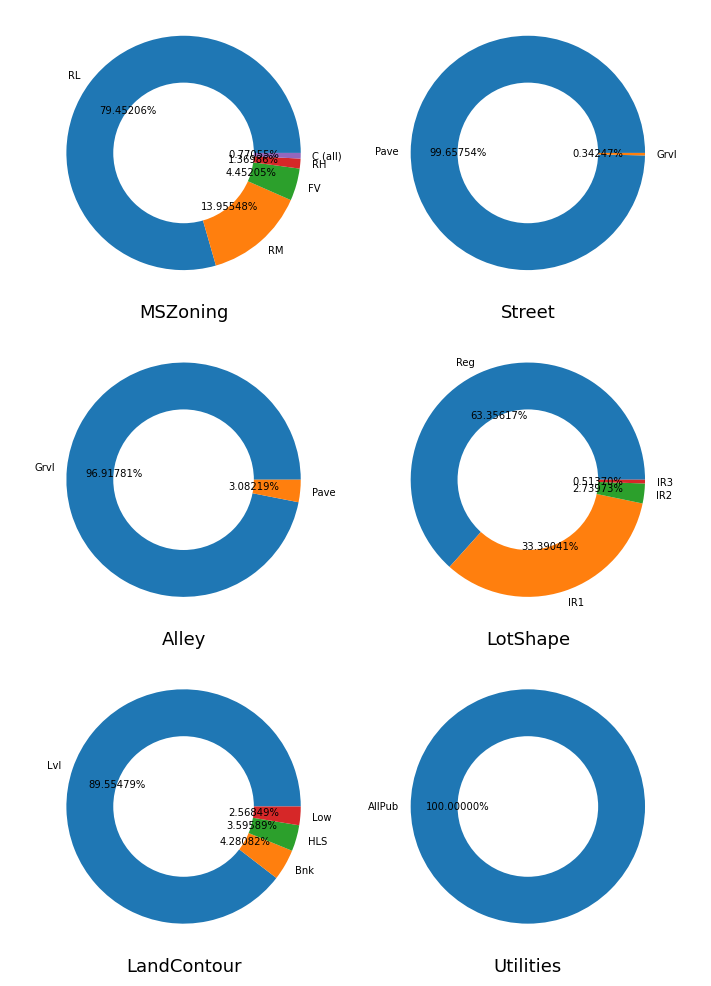 RL
79.45206%
0.77055%
C (all)
1.36986%
RH
4.45205%
FV
13.95548%
RM
MSZoning
Pave
99.65754%
0.34247%
Grvl
Street
Grvl
96.91781%
3.08219%
Pave
Alley
Reg
63.35617%
0.51370%
IR3
2.73973%
IR2
33.39041%
IR1
LotShape
Lvl
89.55479%
2.56849%
Low
3.59589%
HLS
4.28082%
Bnk
LandContour
AllPub
100.00000%
Utilities